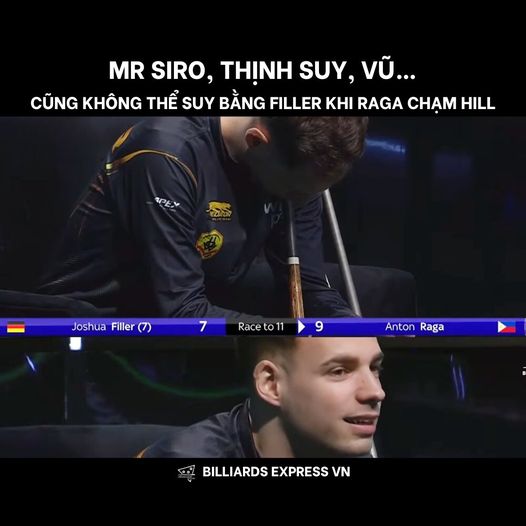 MR SIRO, THỊNH SUY, VŨ...
CŨNG KHÔNG THỂ SUY BẰNG FILLER KHI RAGA CHẠM HILL
APEX
Joshua Filler (7) 7 Race to 11 9 Anton Raga
BILLIARDS EXPRESS VN